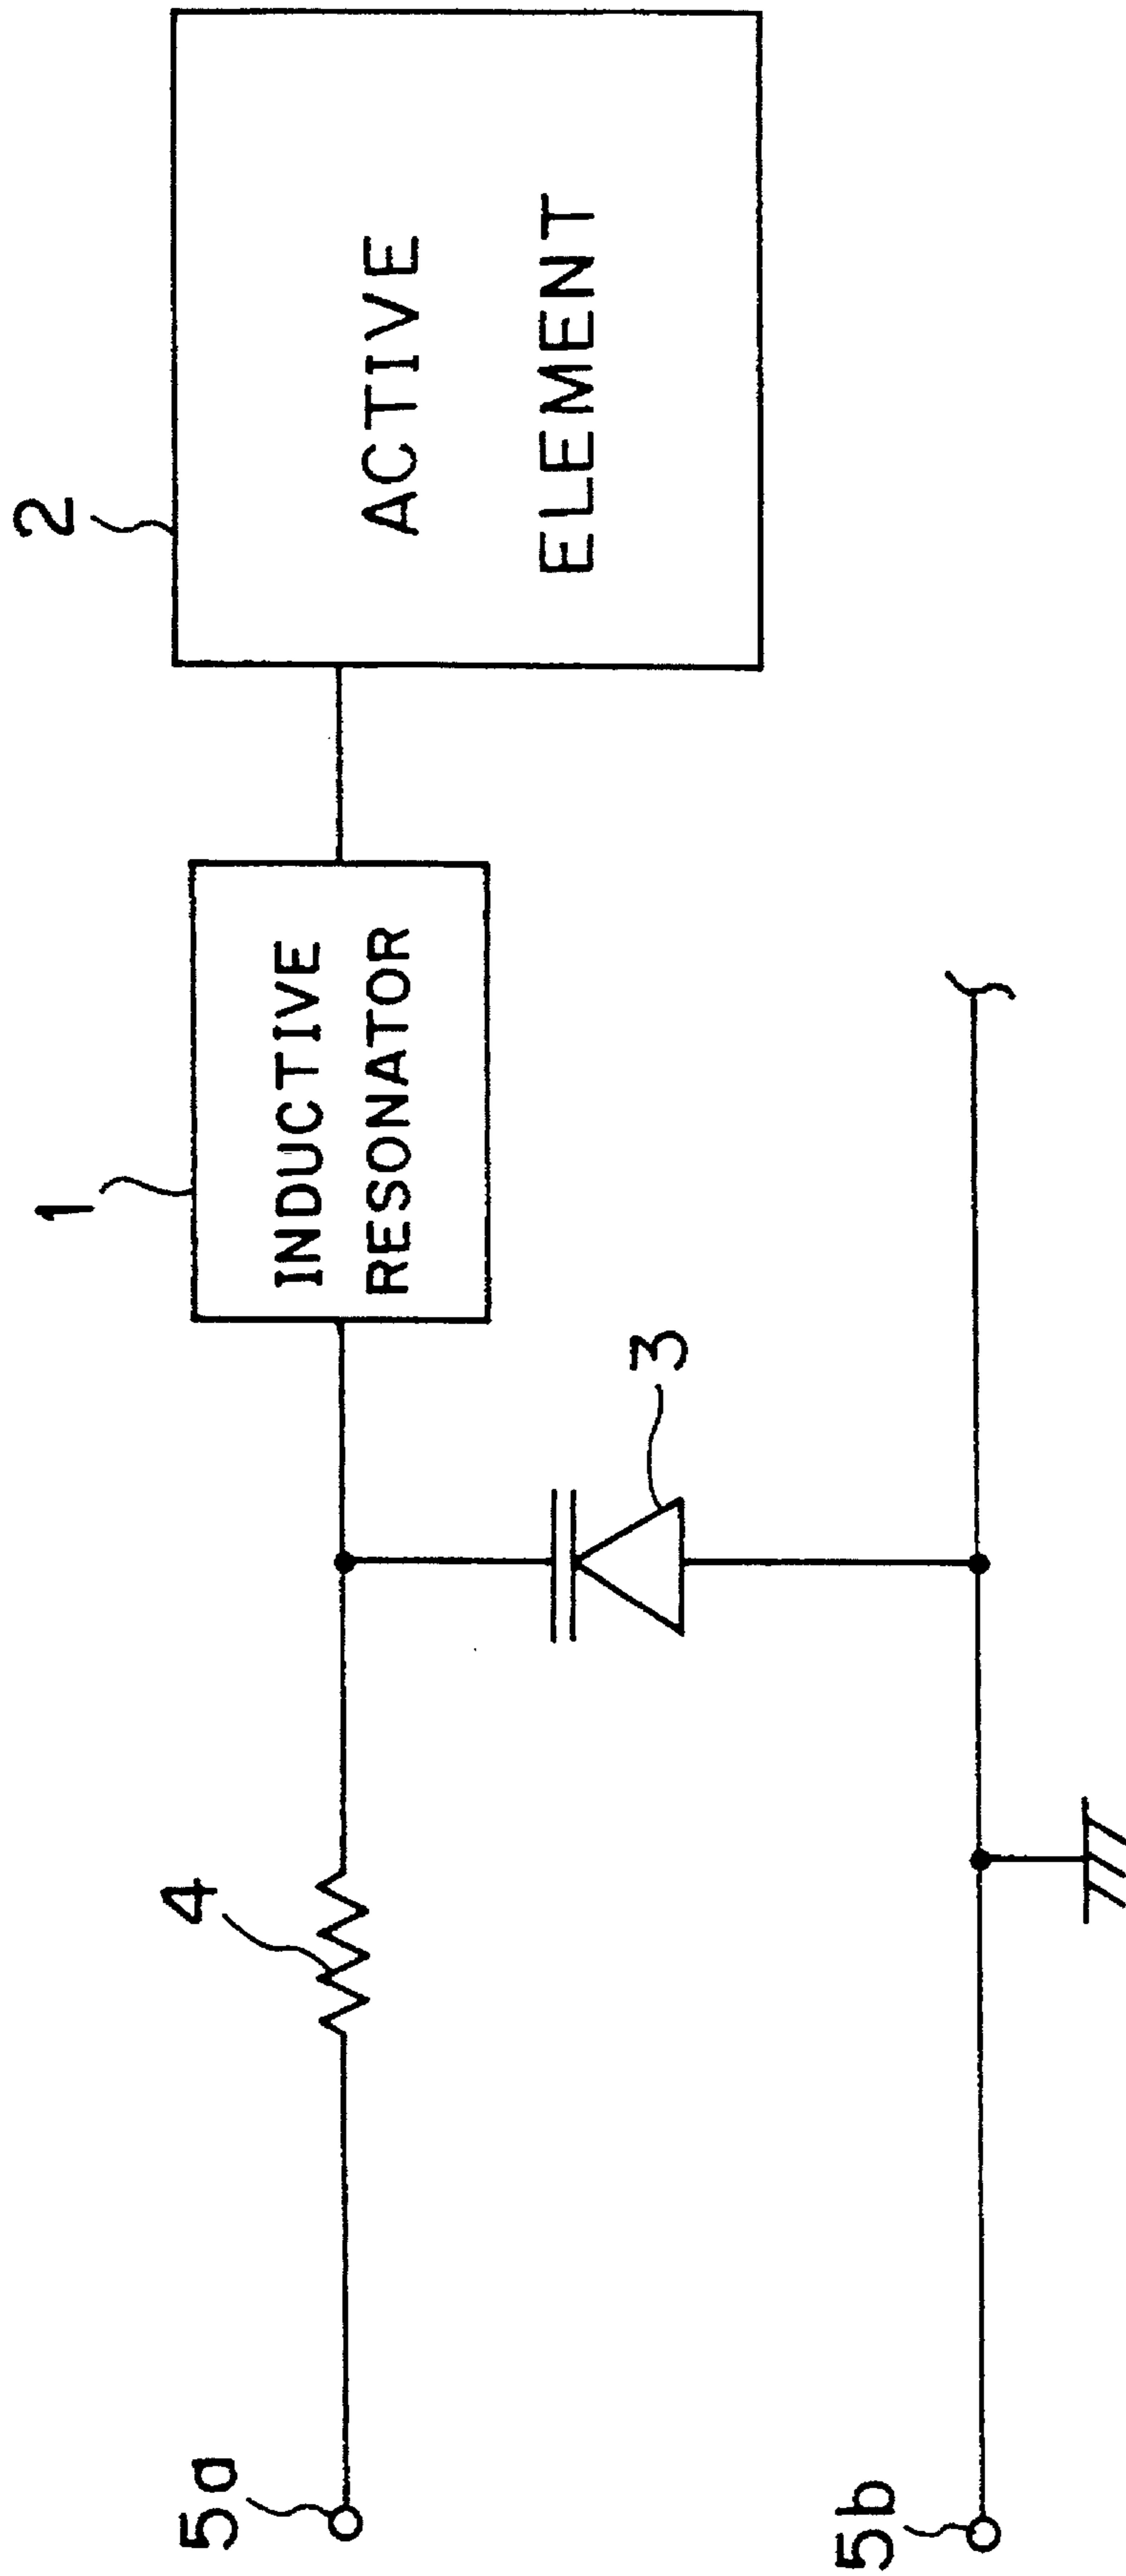 5a
4
1
INDUCTIVE
RESONATOR
2
ACTIVE
ELEMENT
3
5b